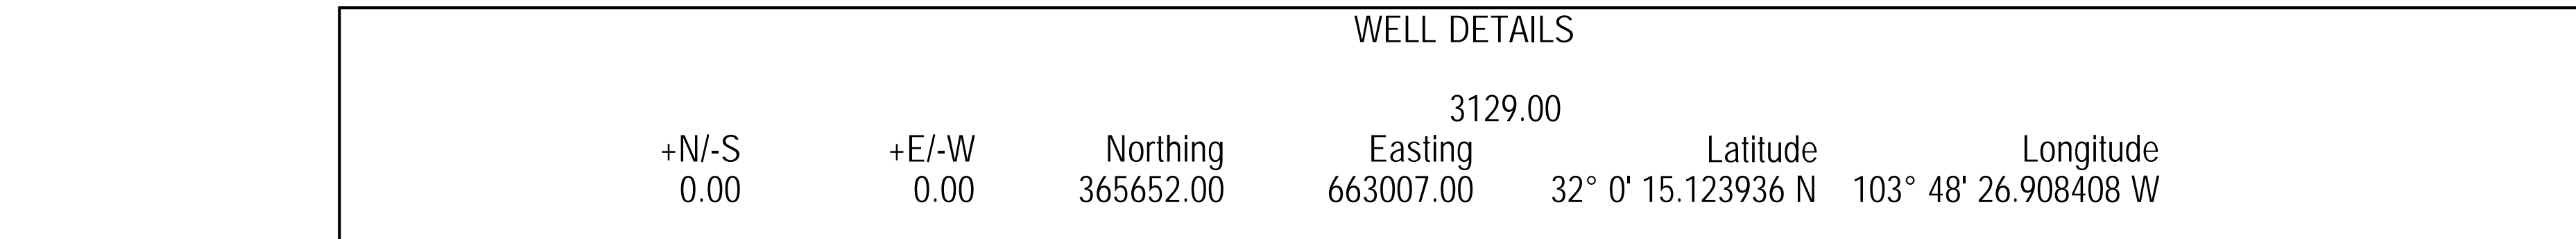 WELL DETAILS
3129.00
+N/-S +E/-W Northing Easting Latitude Longitude
0.00 0.00 365652.00 663007.00 32° 0' 15.123936 N 103° 48' 26.908408 W